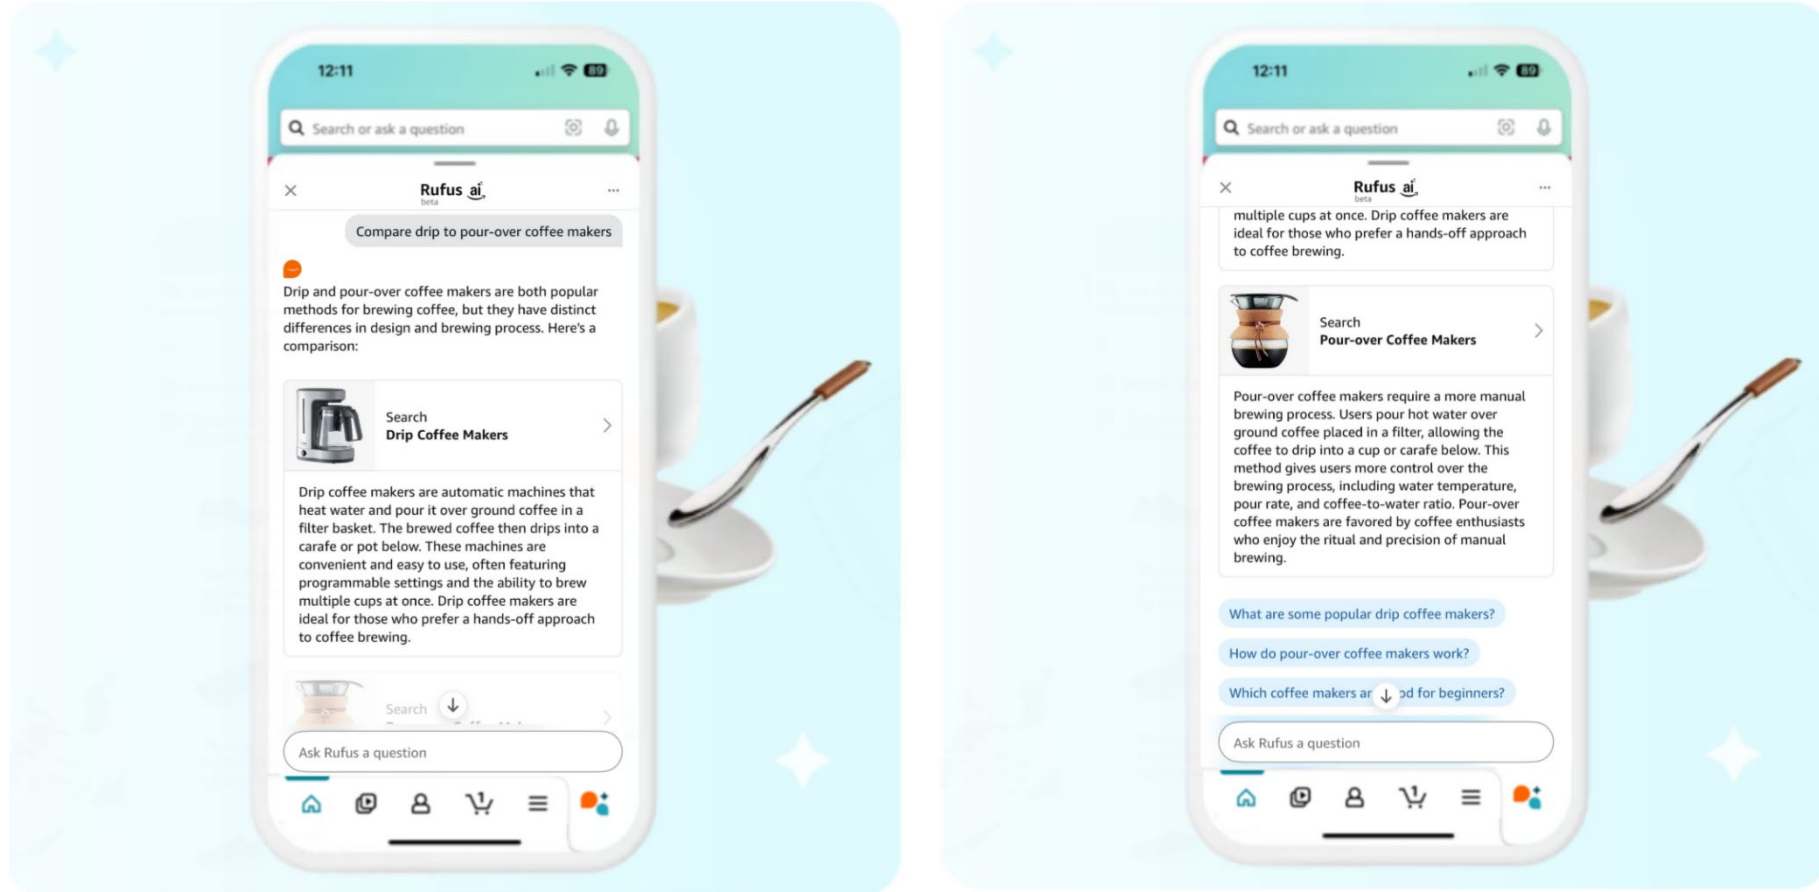 12:11
89
Search or ask a question
Rufus ai
beta
Compare drip to pour-over coffee makers
Drip and pour-over coffee makers are both popular
methods for brewing coffee, but they have distinct
differences in design and brewing process. Here's a
comparison:
Search
Drip Coffee Makers
Drip coffee makers are automatic machines that
heat water and pour it over ground coffee in a
filter basket. The brewed coffee then drips into a
carafe or pot below. These machines are
convenient and easy to use, often featuring
programmable settings and the ability to brew
multiple cups at once. Drip coffee makers are
ideal for those who prefer a hands-off approach
to coffee brewing.
Search
Ask Rufus a question
1
12:11
89
Search or ask a question
Rufus ai
beta
multiple cups at once. Drip coffee makers are
ideal for those who prefer a hands-off approach
to coffee brewing.
Search
Pour-over Coffee Makers
Pour-over coffee makers require a more manual
brewing process. Users pour hot water over
ground coffee placed in a filter, allowing the
coffee to drip into a cup or carafe below. This
method gives users more control over the
brewing process, including water temperature,
pour rate, and coffee-to-water ratio. Pour-over
coffee makers are favored by coffee enthusiasts
who enjoy the ritual and precision of manual
brewing.
What are some popular drip coffee makers?
How do pour-over coffee makers work?
Which coffee makers for beginners?
Ask Rufus a question
1